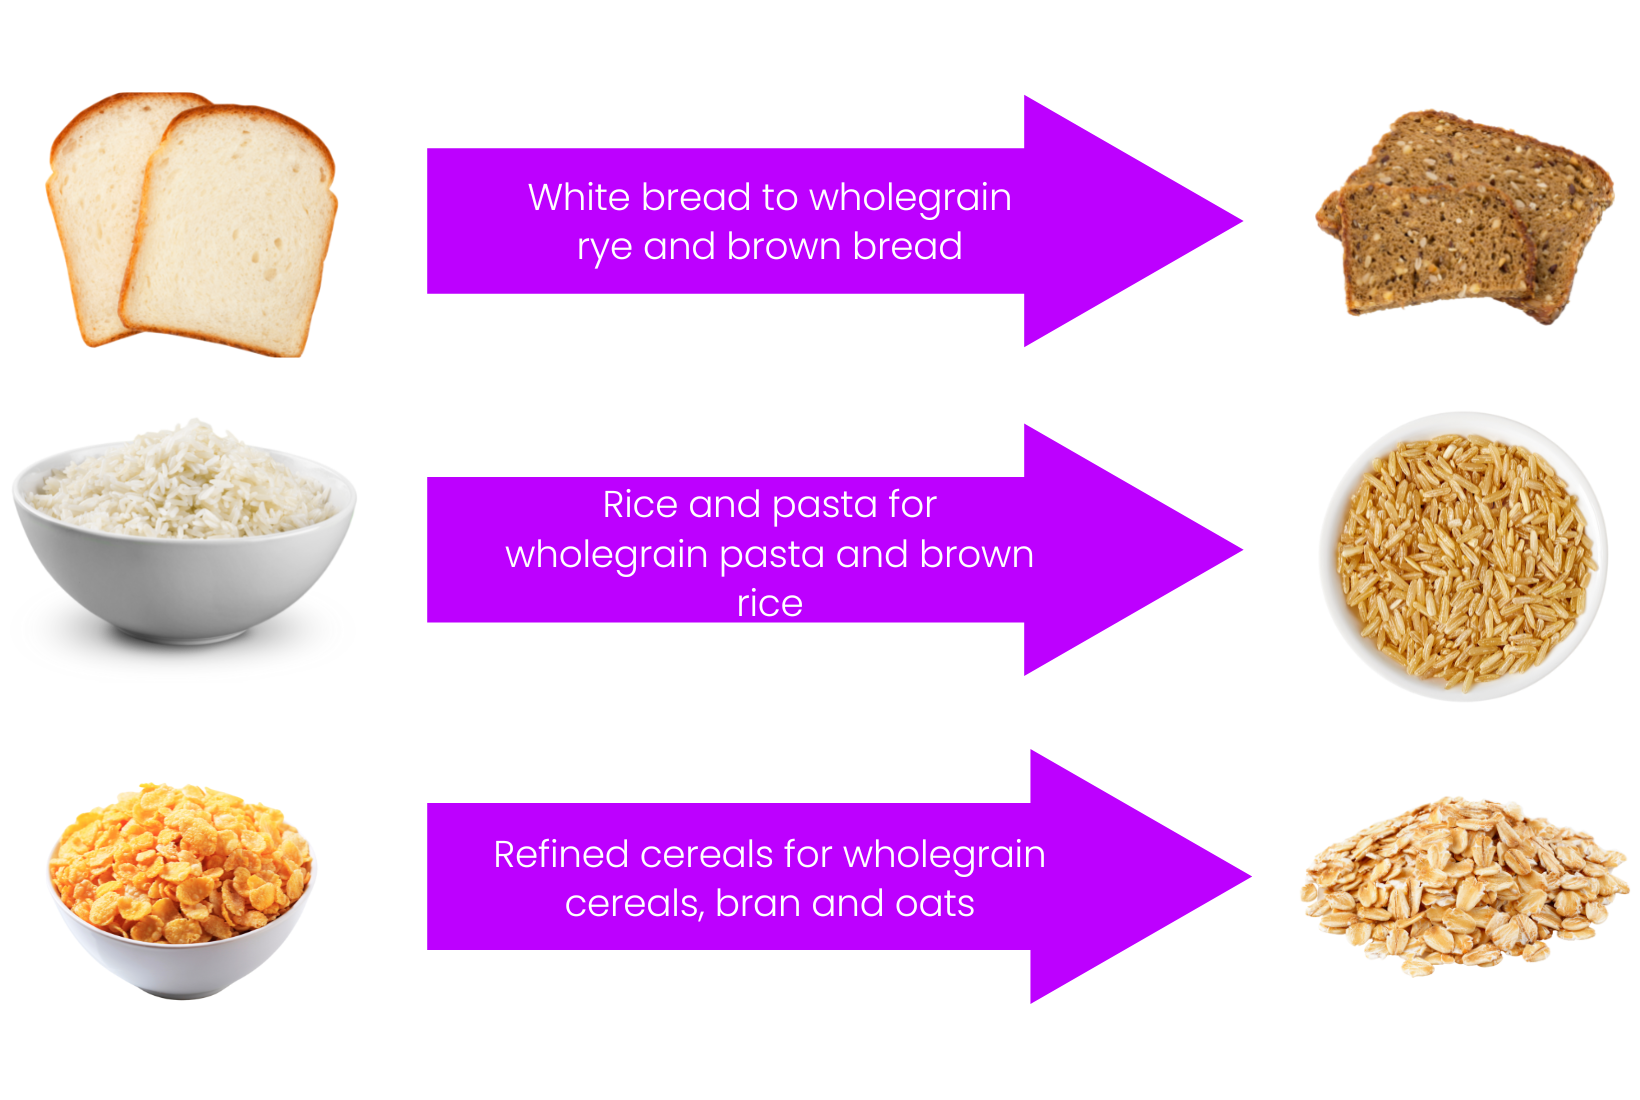 White bread to wholegrain
rye and brown bread
Rice and pasta for
wholegrain pasta and brown
rice
Refined cereals for wholegrain
cereals, bran and oats